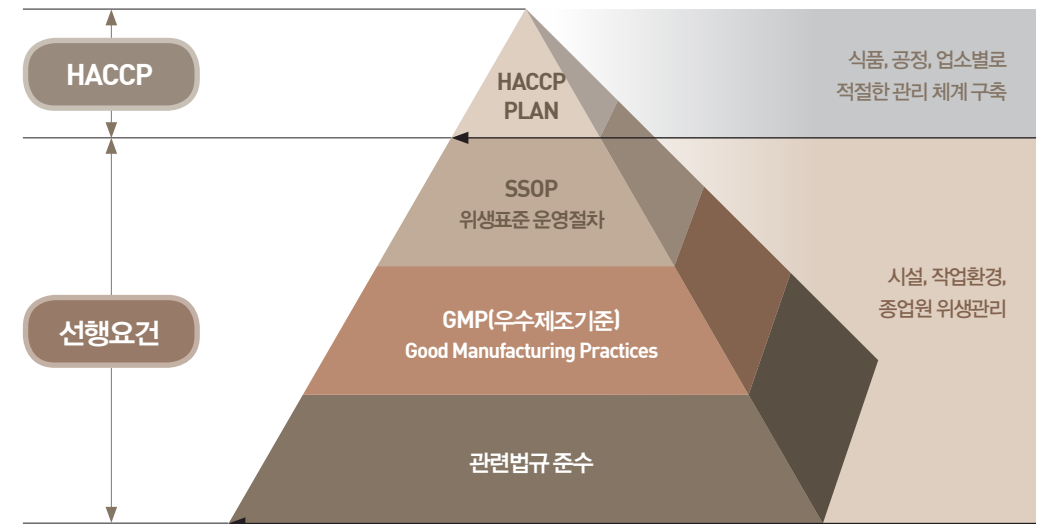 HACCP
HACCP
PLAN
식품, 공정, 업소별로
적절한 관리 체계 구축
SSOP
위생표준 운영절차
선행요건
GMP(우수제조기준)
Good Manufacturing Practices
시설, 작업환경,
종업원 위생관리
관련법규 준수